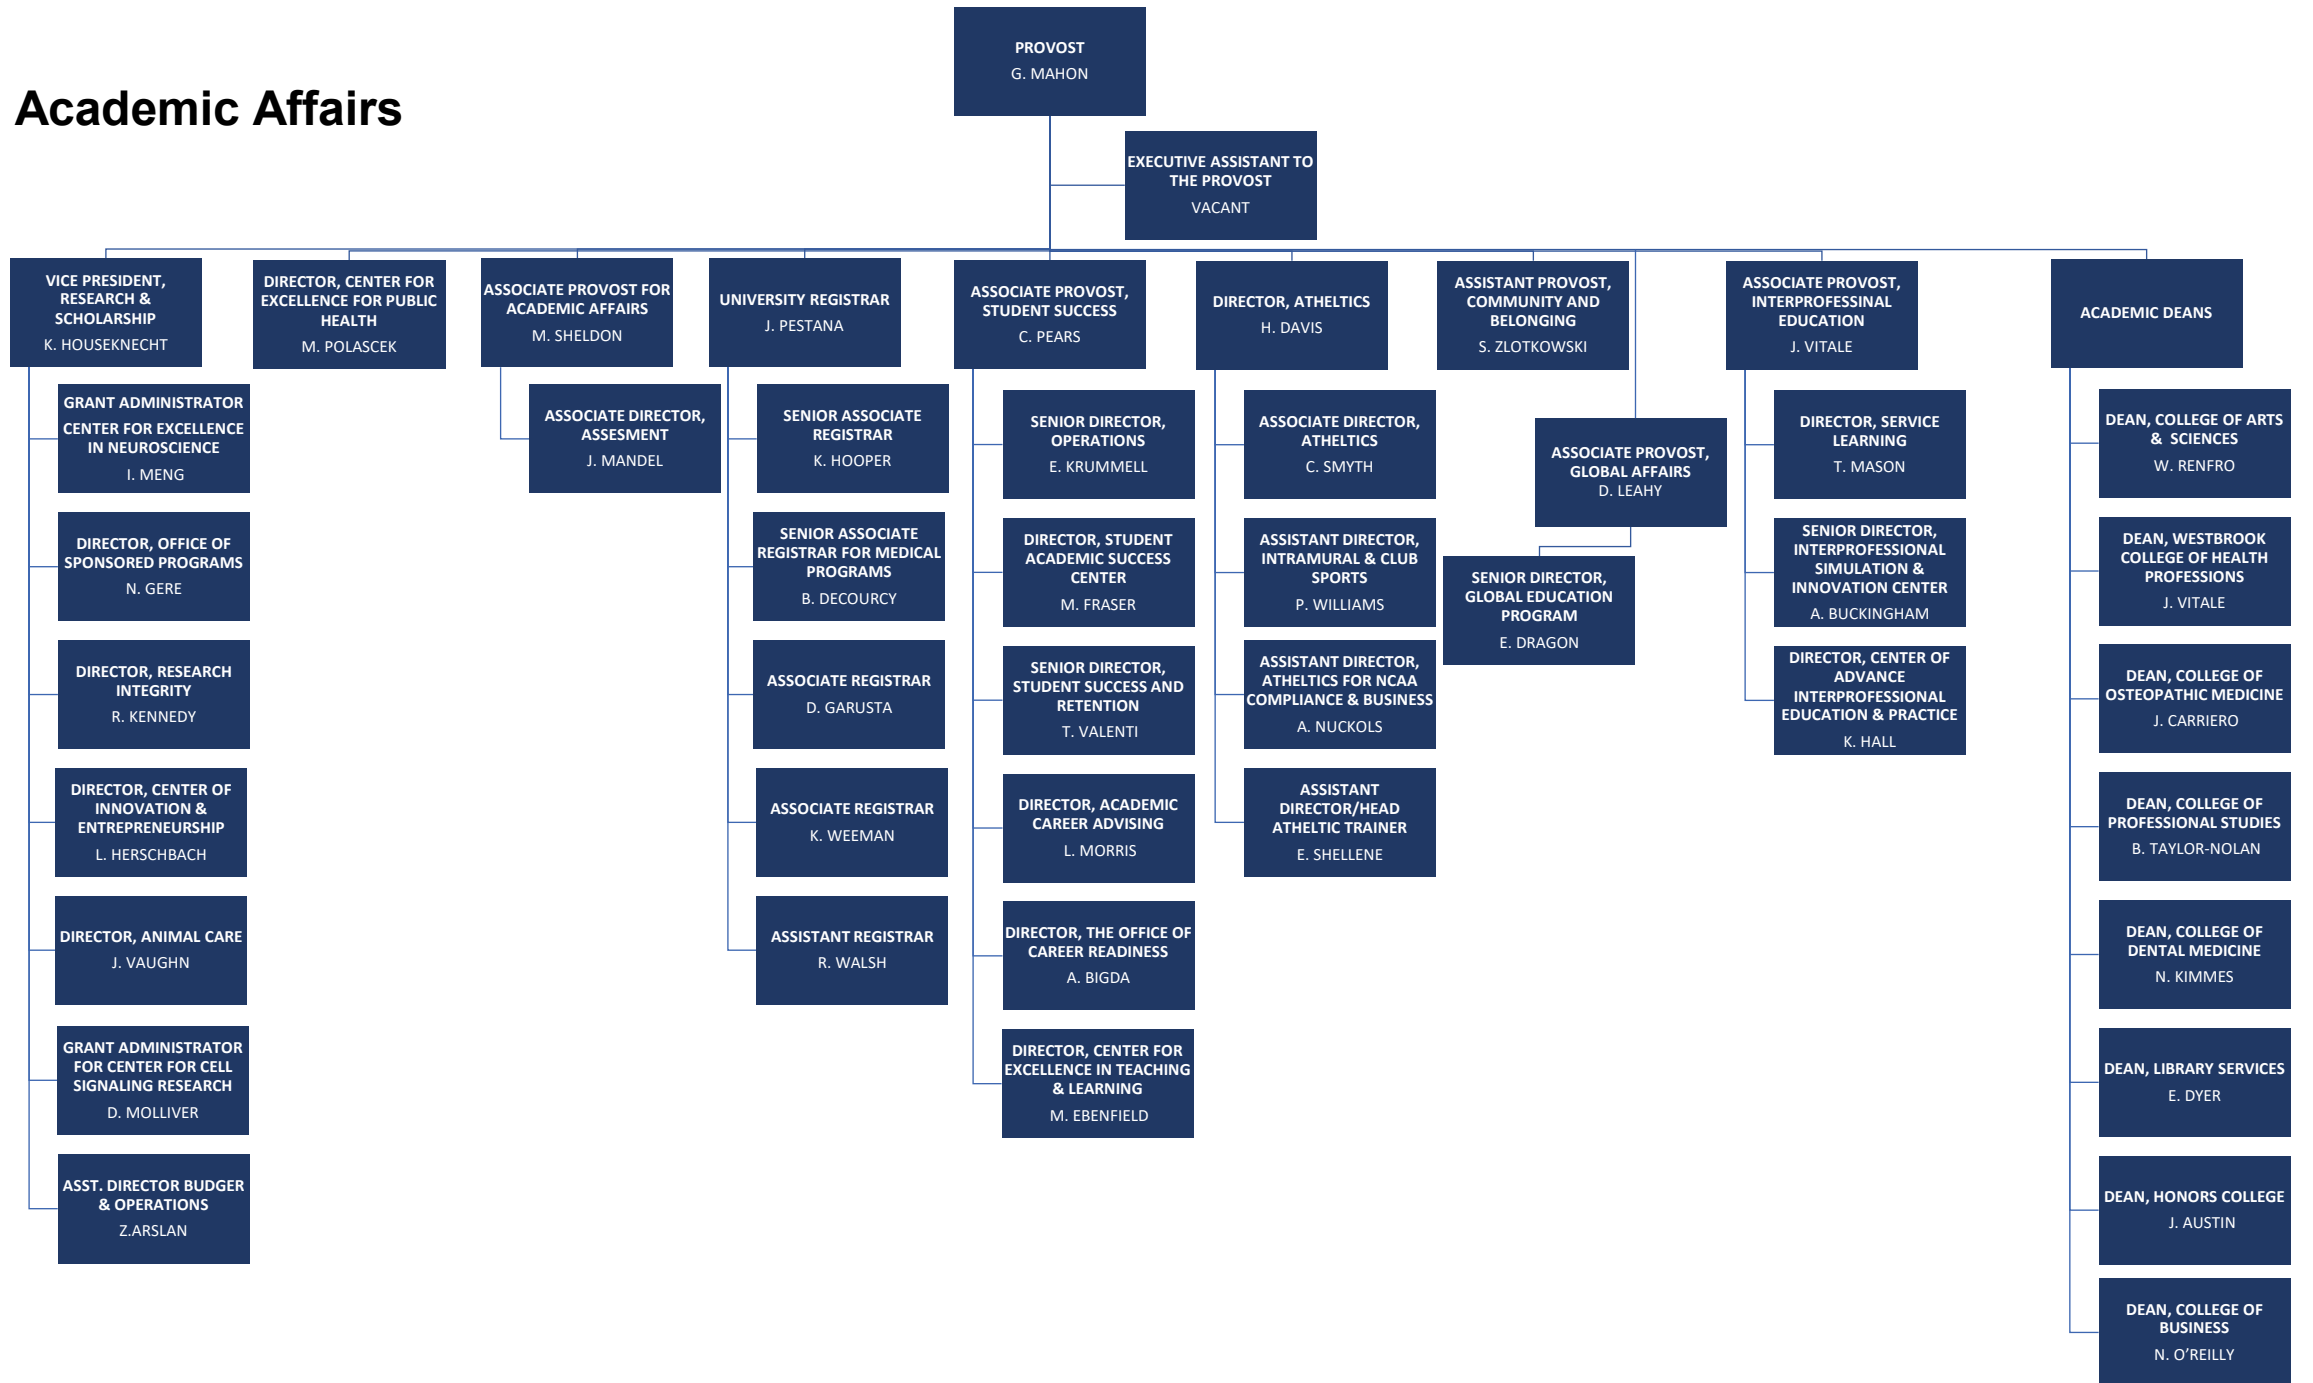 Academic Affairs
PROVOST
G. MAHON
EXECUTIVE ASSISTANT TO
THE PROVOST
VACANT
VICE PRESIDENT,
RESEARCH &
SCHOLARSHIP
K. HOUSEKNECHT
GRANT ADMINISTRATOR
CENTER FOR EXCELLENCE
IN NEUROSCIENCE
I. MENG
DIRECTOR, OFFICE OF
SPONSORED PROGRAMS
N. GERE
DIRECTOR, RESEARCH
INTEGRITY
R. KENNEDY
DIRECTOR, CENTER OF
INNOVATION &
ENTREPRENEURSHIP
L. HERSCHBACH
DIRECTOR, ANIMAL CARE
J. VAUGHN
GRANT ADMINISTRATOR
FOR CENTER FOR CELL
SIGNALING RESEARCH
D. MOLLIVER
ASST. DIRECTOR BUDGER
& OPERATIONS
Z.ARSLAN
DIRECTOR, CENTER FOR
EXCELLENCE FOR PUBLIC
HEALTH
M. POLASCEK
ASSOCIATE PROVOST FOR
ACADEMIC AFFAIRS
M. SHELDON
ASSOCIATE DIRECTOR,
ASSESMENT
J. MANDEL
UNIVERSITY REGISTRAR
J. PESTANA
SENIOR ASSOCIATE
REGISTRAR
K. HOOPER
SENIOR ASSOCIATE
REGISTRAR FOR MEDICAL
PROGRAMS
B. DECOURCY
ASSOCIATE REGISTRAR
D. GARUSTA
ASSOCIATE REGISTRAR
K. WEEMAN
ASSISTANT REGISTRAR
R. WALSH
ASSOCIATE PROVOST,
STUDENT SUCCESS
C. PEARS
SENIOR DIRECTOR,
OPERATIONS
E. KRUMMELL
DIRECTOR, STUDENT
ACADEMIC SUCCESS
CENTER
M. FRASER
SENIOR DIRECTOR,
STUDENT SUCCESS AND
RETENTION
T. VALENTI
DIRECTOR, ACADEMIC
CAREER ADVISING
L. MORRIS
DIRECTOR, THE OFFICE OF
CAREER READINESS
A. BIGDA
DIRECTOR, CENTER FOR
EXCELLENCE IN TEACHING
& LEARNING
M. EBENFIELD
DIRECTOR, ATHELTICS
H. DAVIS
ASSOCIATE DIRECTOR,
ATHELTICS
C. SMYTH
ASSISTANT DIRECTOR,
INTRAMURAL & CLUB
SPORTS
P. WILLIAMS
ASSISTANT DIRECTOR,
ATHELTICS FOR NCAA
COMPLIANCE & BUSINESS
A. NUCKOLS
ASSISTANT
DIRECTOR/HEAD
ATHELTIC TRAINER
E. SHELLENE
ASSISTANT PROVOST,
COMMUNITY AND
BELONGING
S. ZLOTKOWSKI
ASSOCIATE PROVOST,
GLOBAL AFFAIRS
D. LEAHY
SENIOR DIRECTOR,
GLOBAL EDUCATION
PROGRAM
E. DRAGON
ASSOCIATE PROVOST,
INTERPROFESSINAL
EDUCATION
J. VITALE
DIRECTOR, SERVICE
LEARNING
T. MASON
SENIOR DIRECTOR,
INTERPROFESSIONAL
SIMULATION &
INNOVATION CENTER
A. BUCKINGHAM
DIRECTOR, CENTER OF
ADVANCE
INTERPROFESSIONAL
EDUCATION & PRACTICE
K. HALL
ACADEMIC DEANS
DEAN, COLLEGE OF ARTS
& SCIENCES
W. RENFRO
DEAN, WESTBROOK
COLLEGE OF HEALTH
PROFESSIONS
J. VITALE
DEAN, COLLEGE OF
OSTEOPATHIC MEDICINE
J. CARRIERO
DEAN, COLLEGE OF
PROFESSIONAL STUDIES
B. TAYLOR-NOLAN
DEAN, COLLEGE OF
DENTAL MEDICINE
N. KIMMES
DEAN, LIBRARY SERVICES
E. DYER
DEAN, HONORS COLLEGE
J. AUSTIN
DEAN, COLLEGE OF
BUSINESS
N. O’REILLY